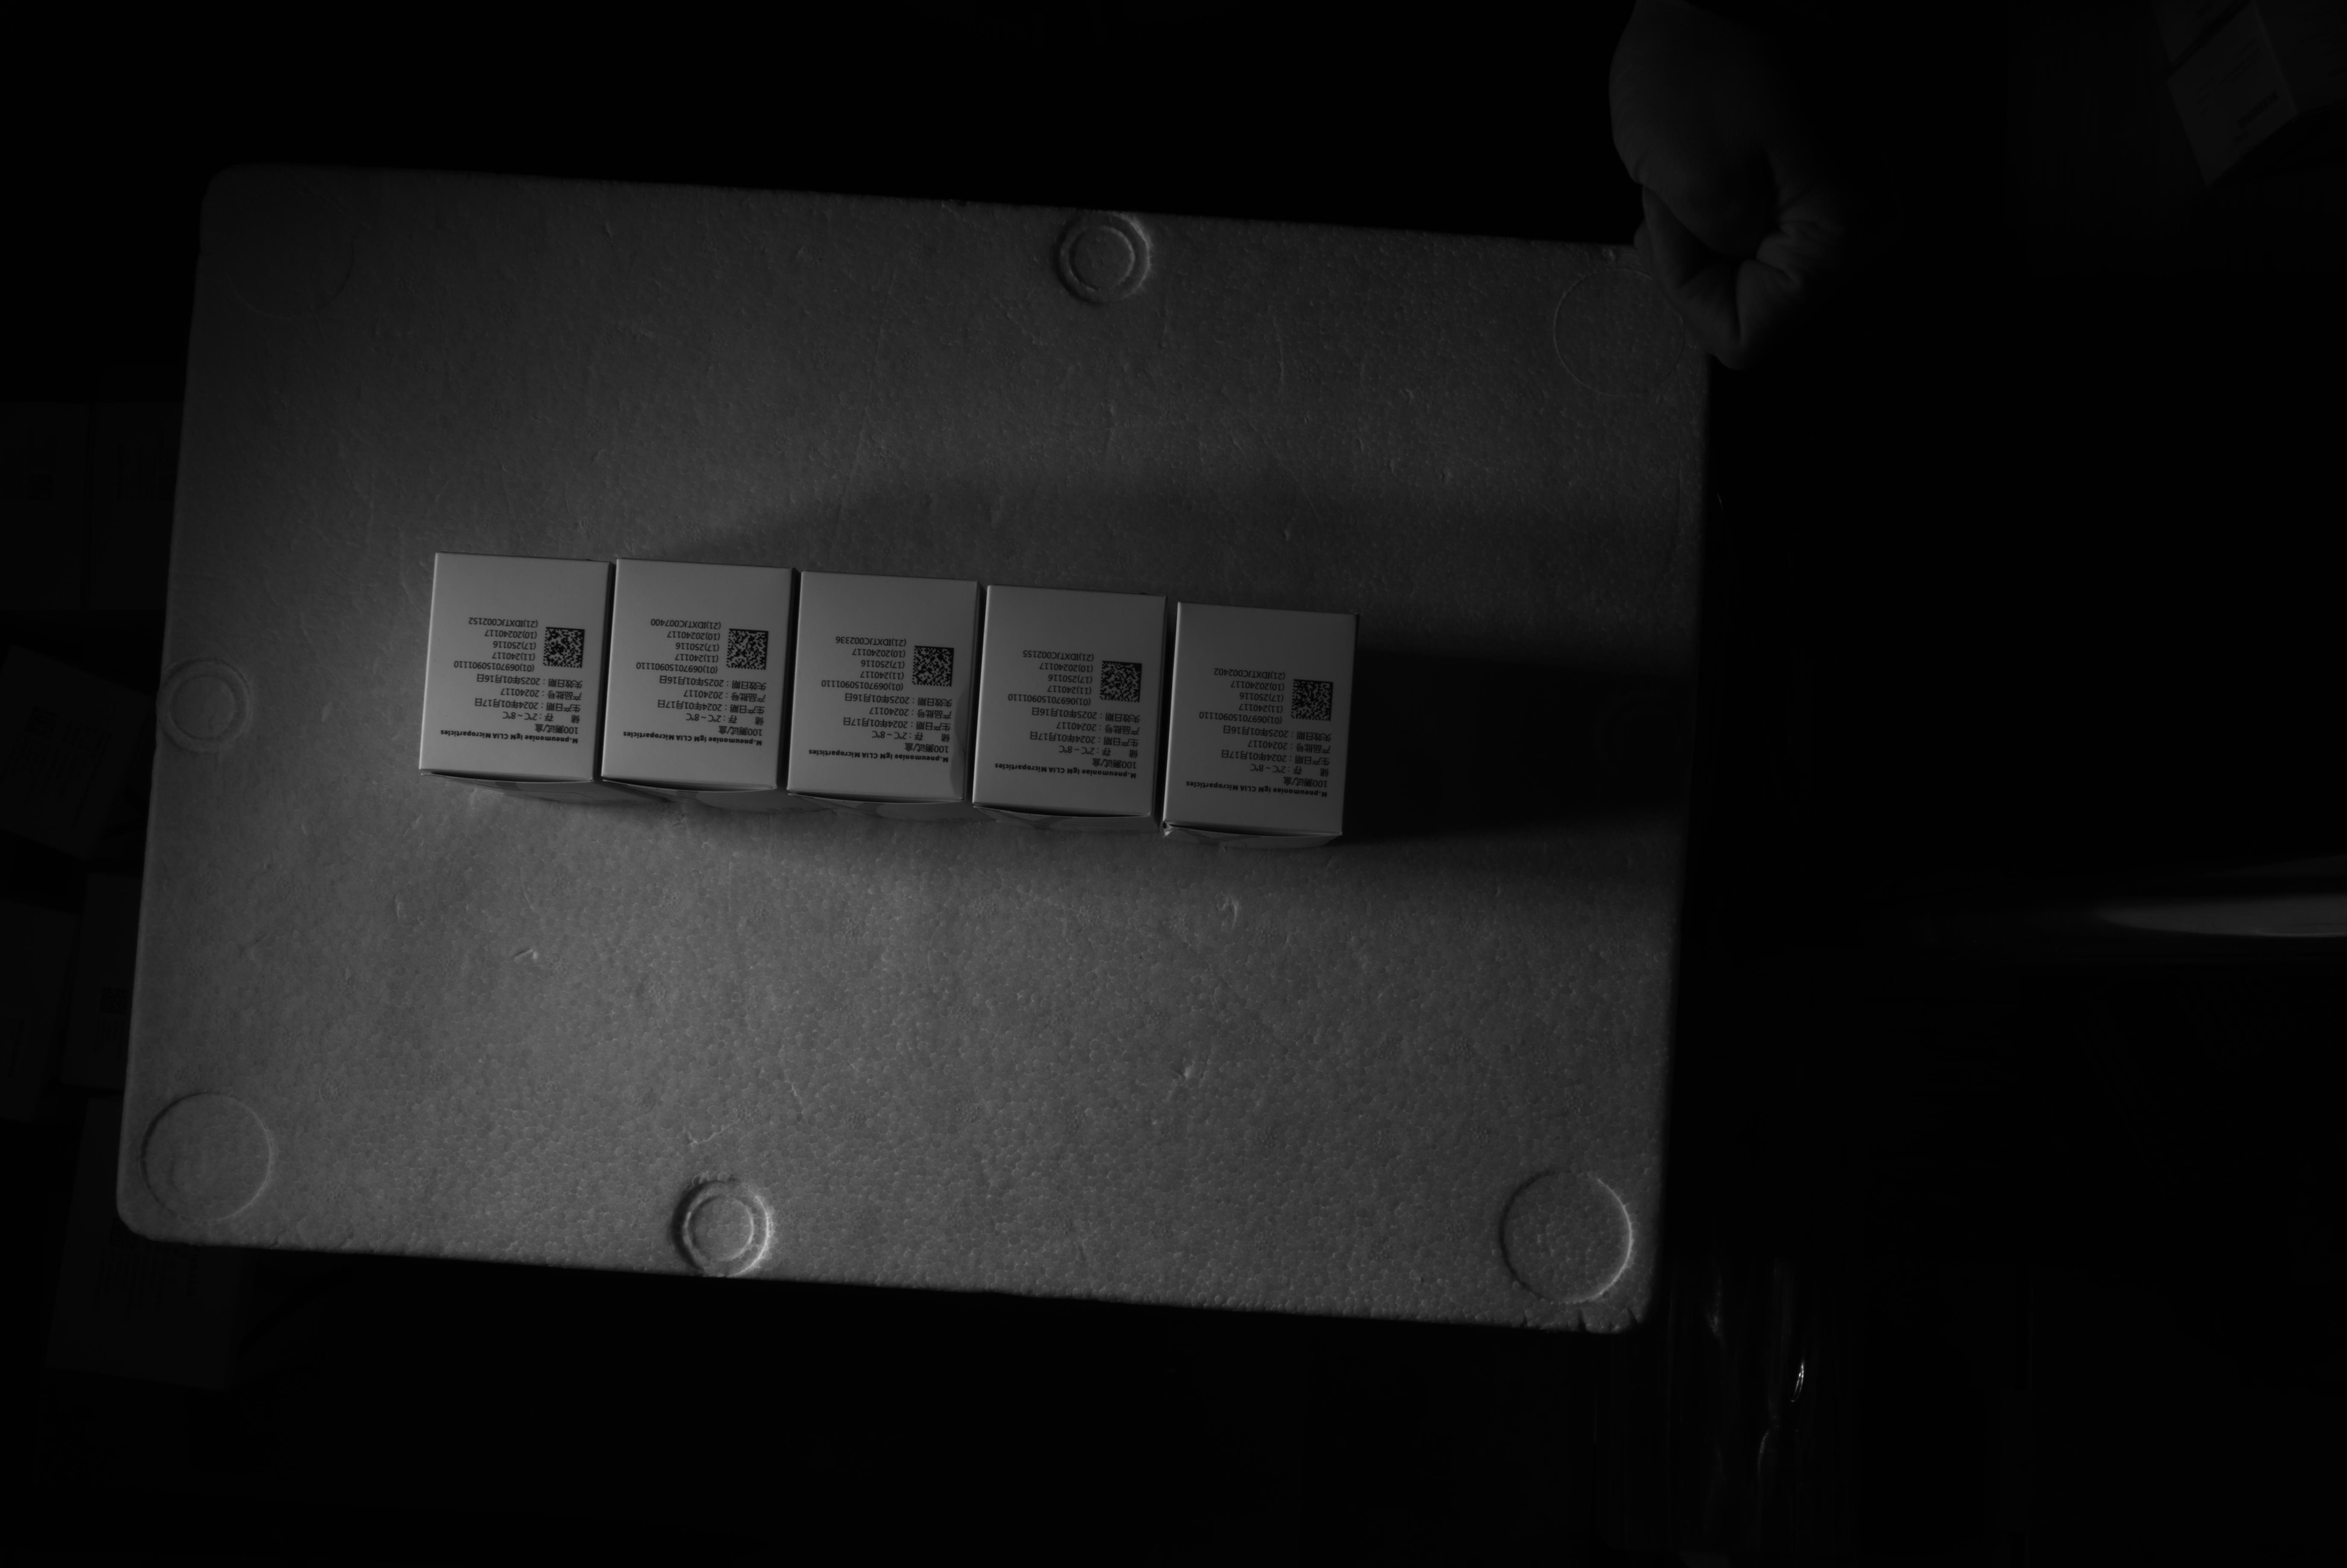 M.pneumoniae IgM CLIA Microparticles
100测试/盒
储 存：2℃~8℃
生产日期：2024年01月17日
产品批号：20240117
失效日期：2025年01月16日
(01)06970150901110
(11)240117
(17)250116
(10)20240117
(21)IDXTJC002402
M.pneumoniae IgM CLIA Microparticles
100测试/盒
储 存：2℃~8℃
生产日期：2024年01月17日
产品批号：20240117
失效日期：2025年01月16日
(01)06970150901110
(11)240117
(17)250116
(10)20240117
(21)IDXTJC002155
M.pneumoniae IgM CLIA Microparticles
100测试/盒
储 存：2℃~8℃
生产日期：2024年01月17日
产品批号：20240117
失效日期：2025年01月16日
(01)06970150901110
(11)240117
(17)250116
(10)20240117
(21)IDXTJC002336
M.pneumoniae IgM CLIA Microparticles
100测试/盒
储 存：2℃~8℃
生产日期：2024年01月17日
产品批号：20240117
失效日期：2025年01月16日
(01)06970150901110
(11)240117
(17)250116
(10)20240117
(21)IDXTJC007400
M.pneumoniae IgM CLIA Microparticles
100测试/盒
储 存：2℃~8℃
生产日期：2024年01月17日
产品批号：20240117
失效日期：2025年01月16日
(01)06970150901110
(11)240117
(17)250116
(10)20240117
(21)IDXTJC002152